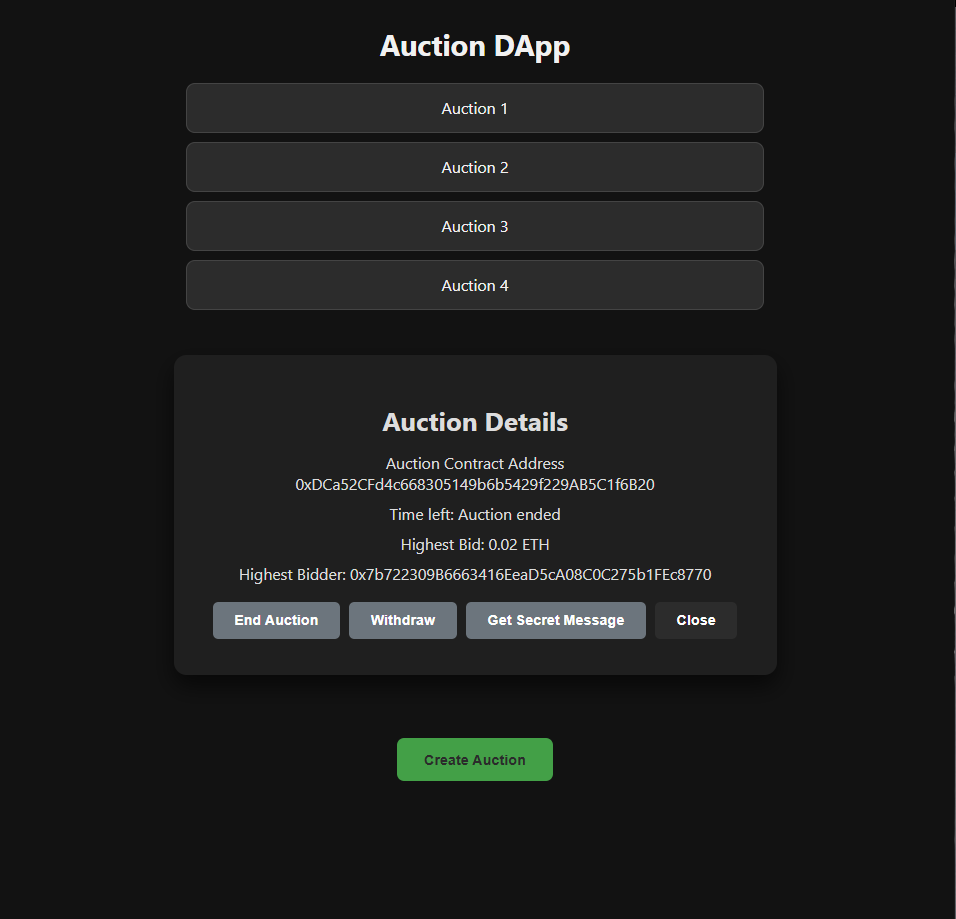 Auction DApp
Auction 1
Auction 2
Auction 3
Auction 4
Auction Details
Auction Contract Address
0xDCa52CFd4c668305149b6b5429f229AB5C1f6B20
Time left: Auction ended
Highest Bid: 0.02 ETH
Highest Bidder: 0x7b722309B6663416EeaD5cA08C0C275b1FEc8770
End Auction Withdraw Get Secret Message Close
Create Auction